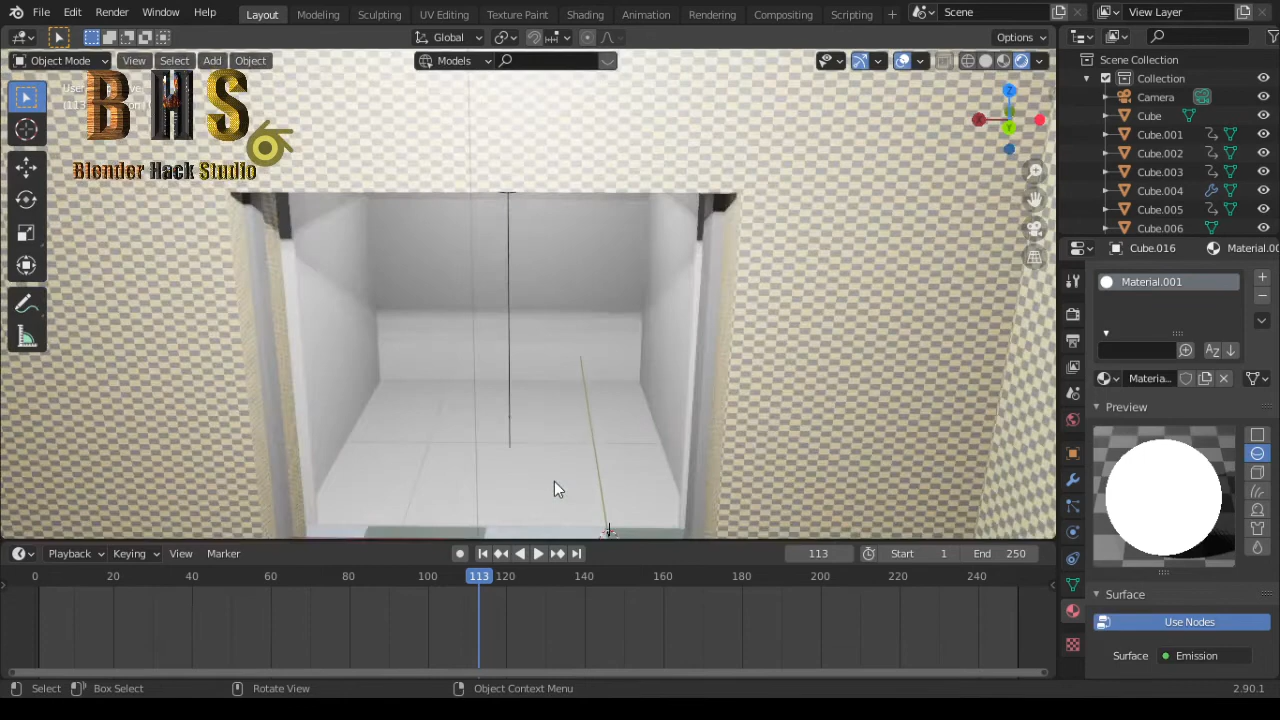 File Edit Render Window Help Layout Modeling Sculpting UV Editing Texture Paint Shading Animation Rendering Compositing Scripting + Scene View Layer
Global Options
Object Mode View Select Add Object Models
Scene Collection
Collection
Camera
Cube
Cube.001
Cube.002
Cube.003
Cube.004
Cube.005
Cube.006
B H S
Blender Hack Studio
Z
Y
Cube.016 Material.00
Material.001
Materia...
Preview
Surface
Use Nodes
Surface Emission
Playback Keying View Marker 113 Start 1 End 250
0 20 40 60 80 100 113 120 140 160 180 200 220 240
Select Box Select Rotate View Object Context Menu 2.90.1